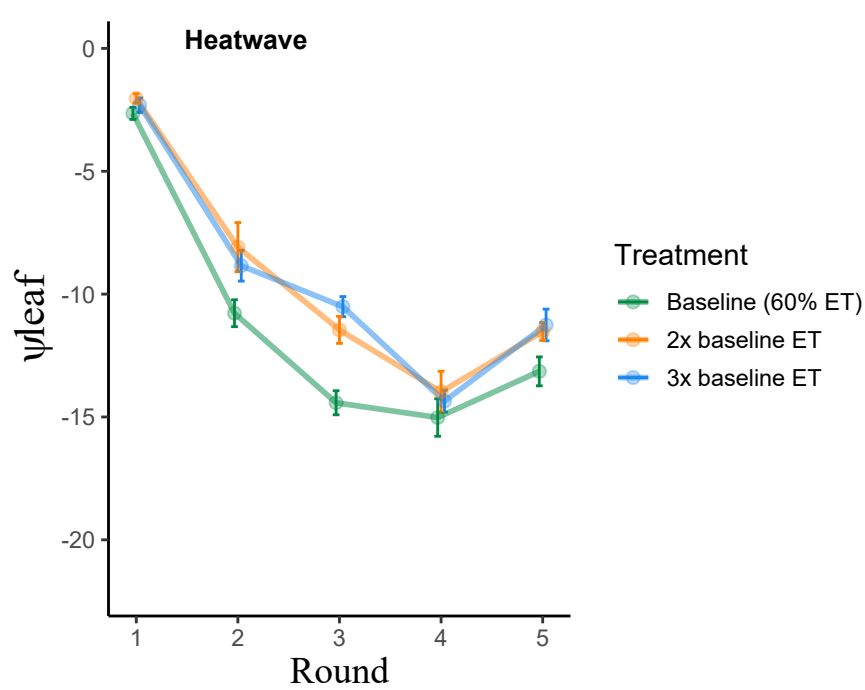 Heatwave
0
-5
-10
-15
-20
ψleaf
1 2 3 4 5
Round
Treatment
Baseline (60% ET)
2x baseline ET
3x baseline ET